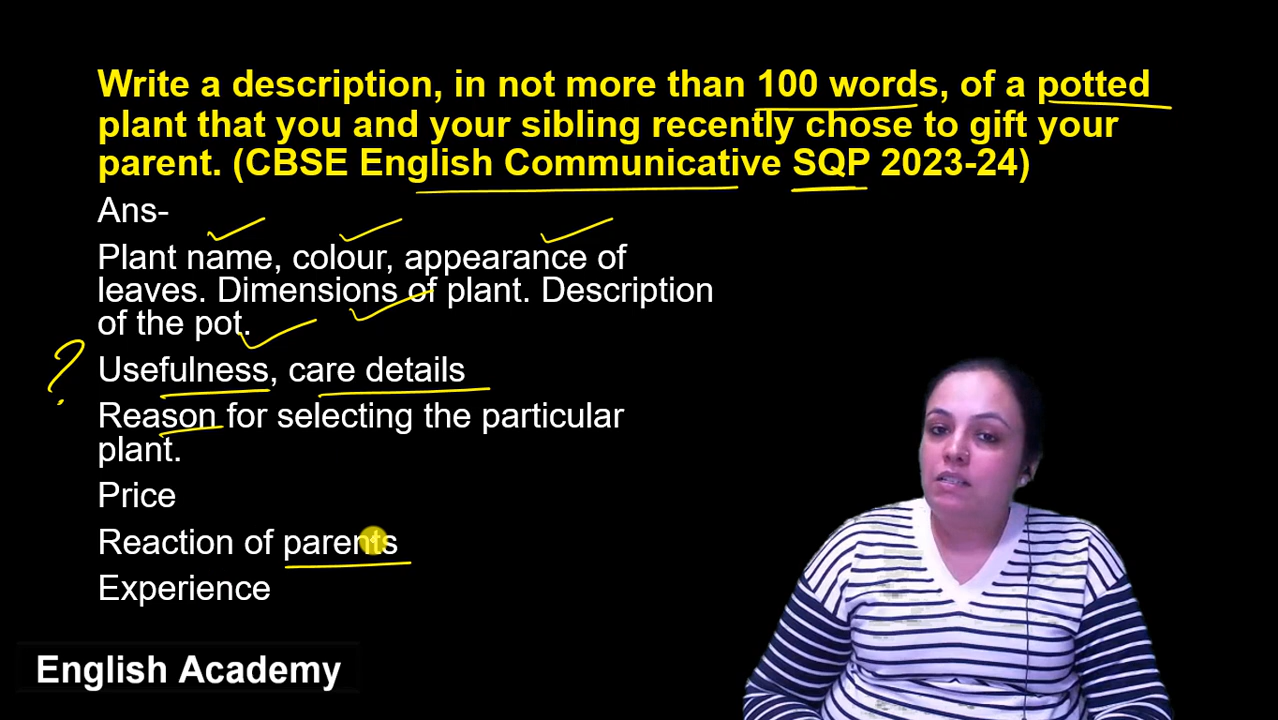 Write a description, in not more than 100 words, of a potted
plant that you and your sibling recently chose to gift your
parent. (CBSE English Communicative SQP 2023-24)
Ans-
Plant name, colour, appearance of
leaves. Dimensions of plant. Description
of the pot.
? Usefulness, care details
Reason for selecting the particular
plant.
Price
Reaction of parents
Experience
English Academy